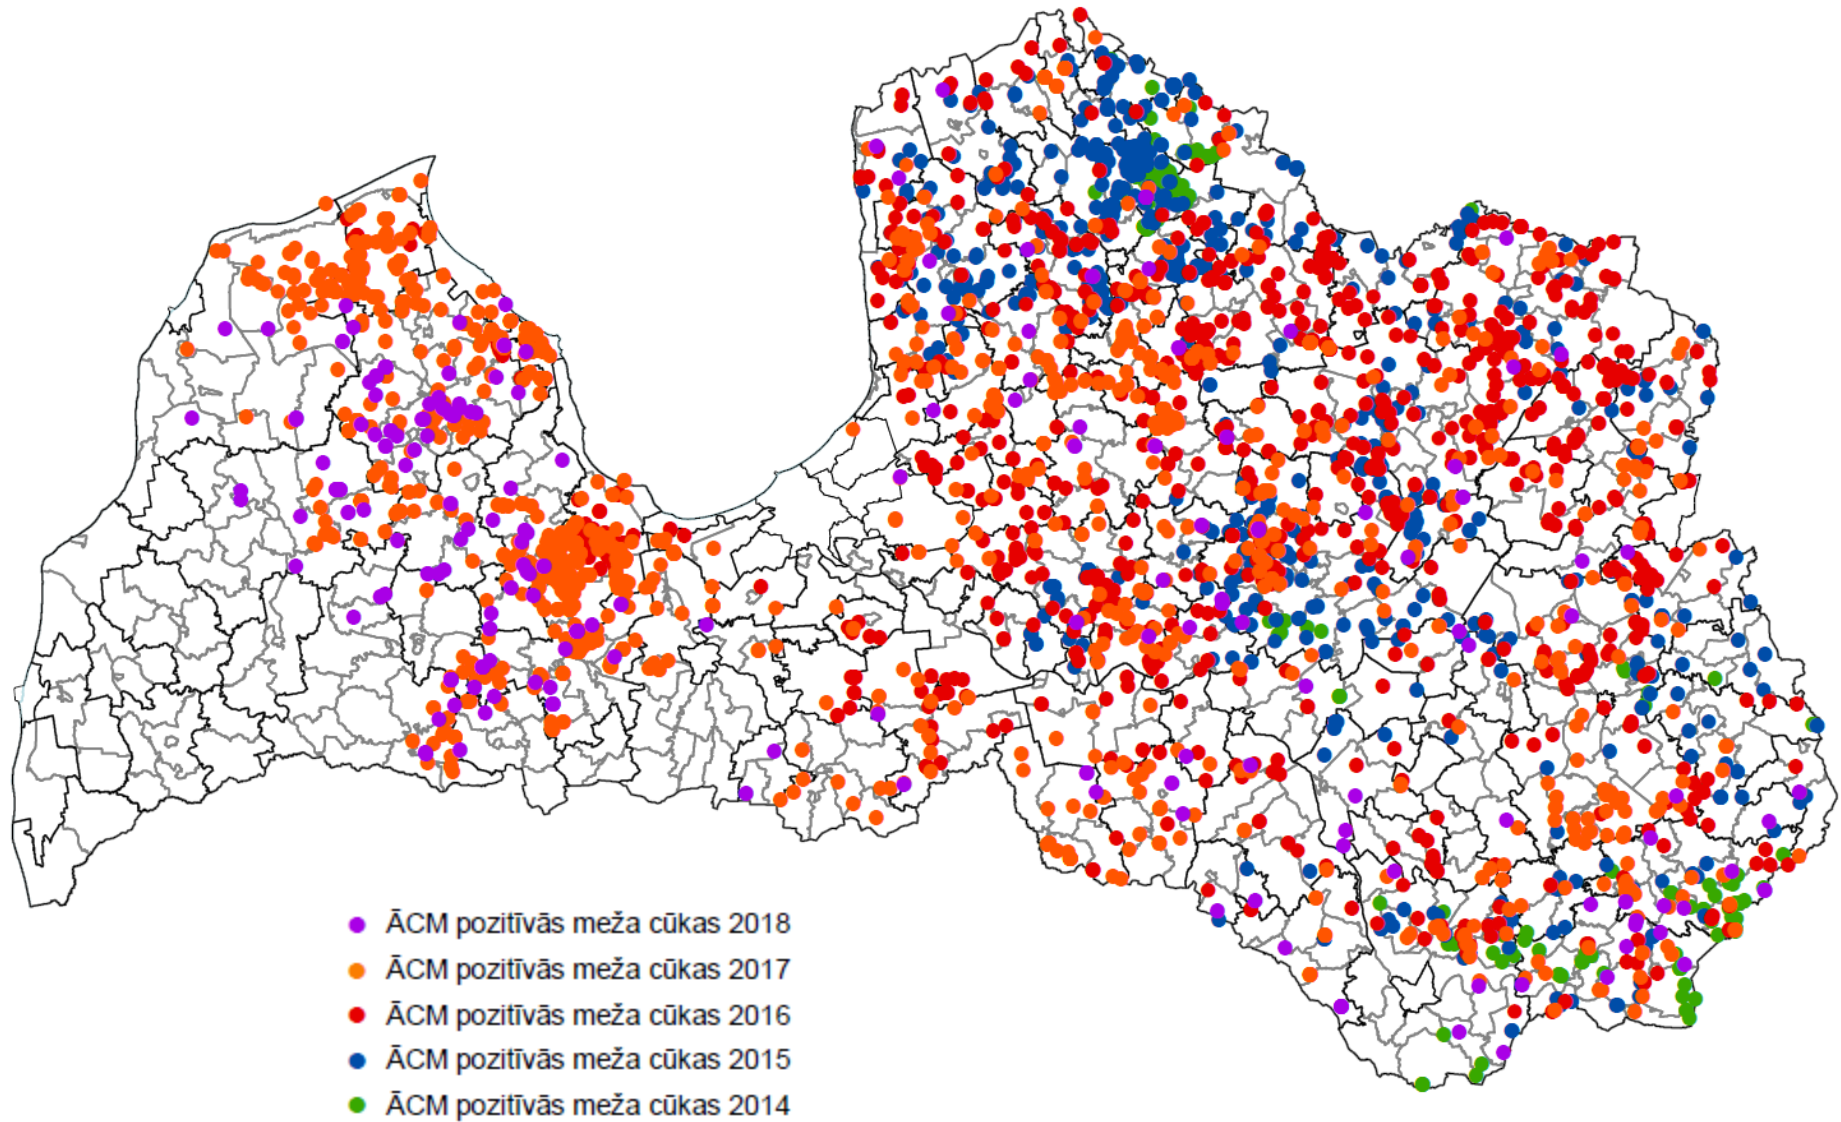 ĀCM pozitīvās meža cūkas 2018
ĀCM pozitīvās meža cūkas 2017
ĀCM pozitīvās meža cūkas 2016
ĀCM pozitīvās meža cūkas 2015
ĀCM pozitīvās meža cūkas 2014